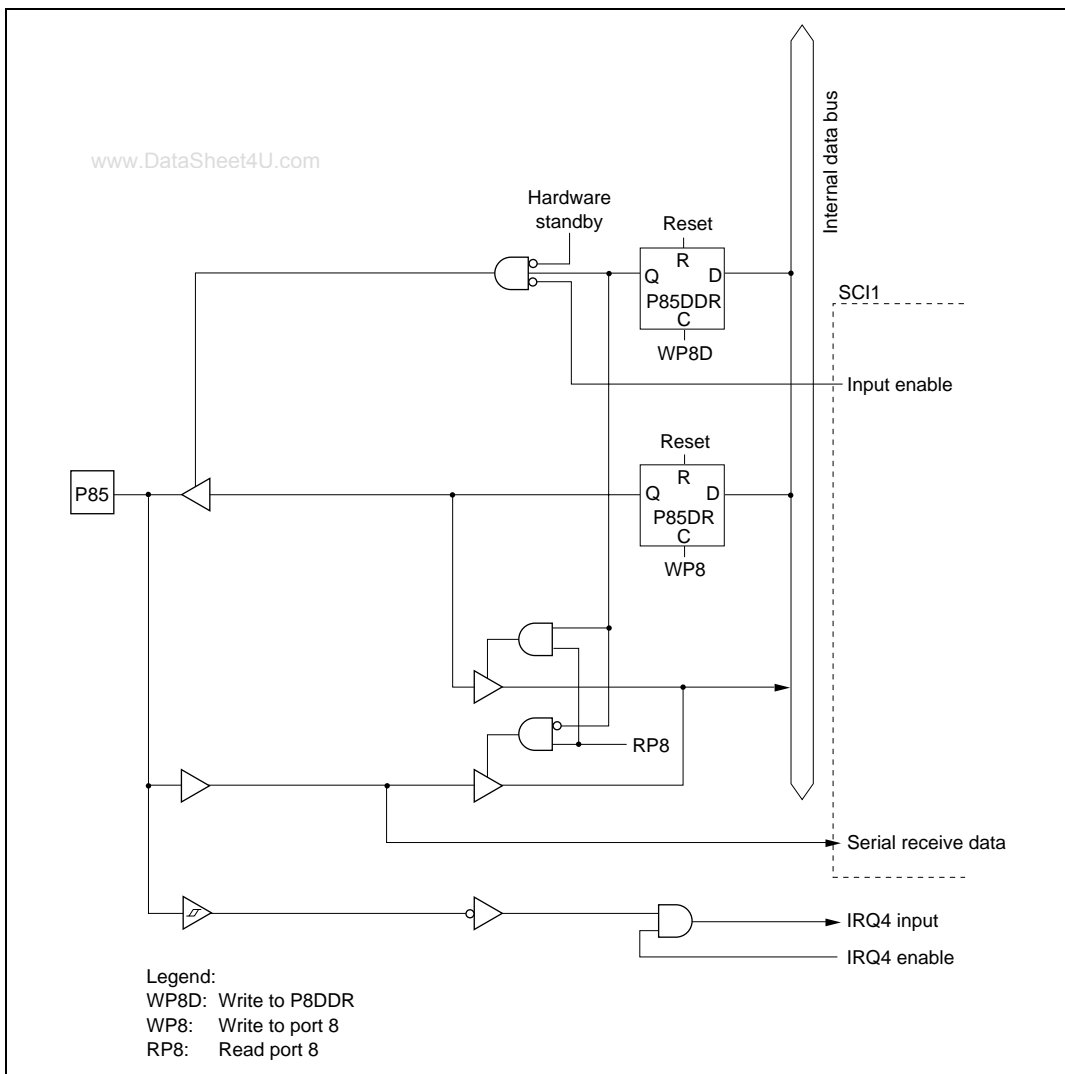 www.DataSheet4U.com
Internal data bus
Hardware
standby
Reset
R
Q D
P85DDR
C
WP8D
SCI1
Input enable
Reset
R
Q D
P85DR
C
WP8
P85
RP8
Serial receive data
IRQ4 input
IRQ4 enable
Legend:
WP8D: Write to P8DDR
WP8: Write to port 8
RP8: Read port 8